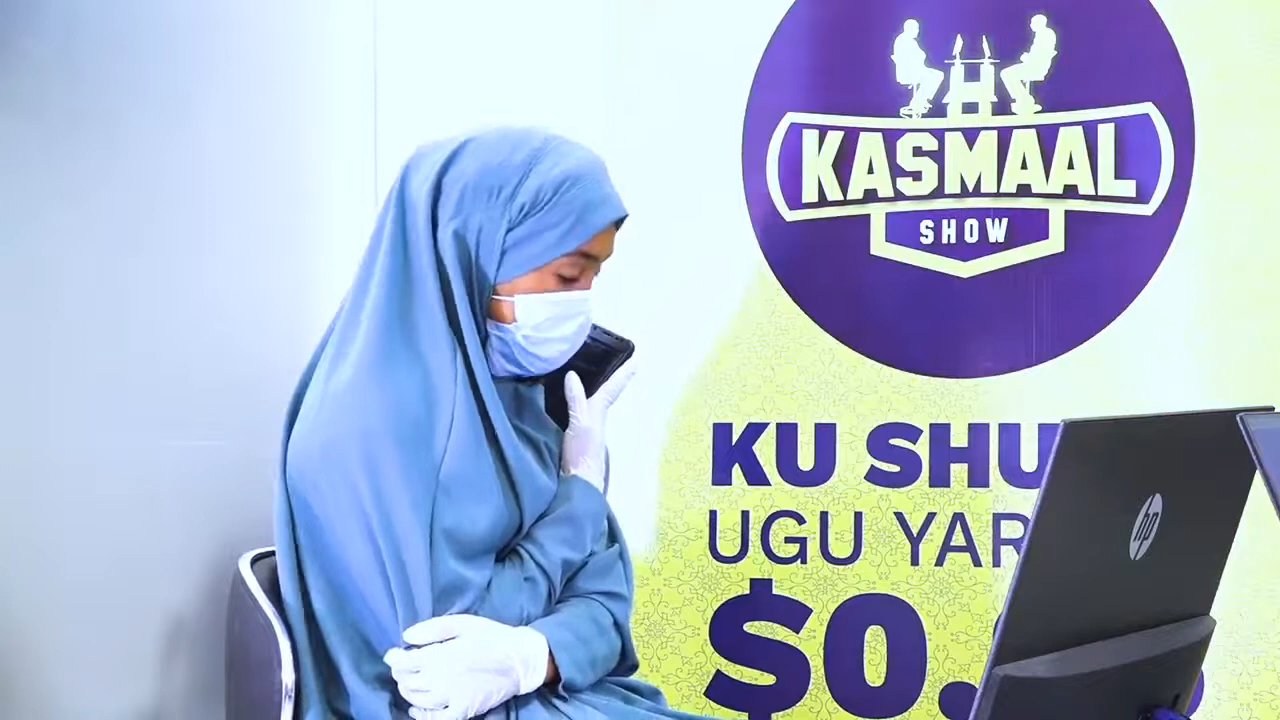 KASMAAL
SHOW
KU SHU
UGU YAR
$0.
hp